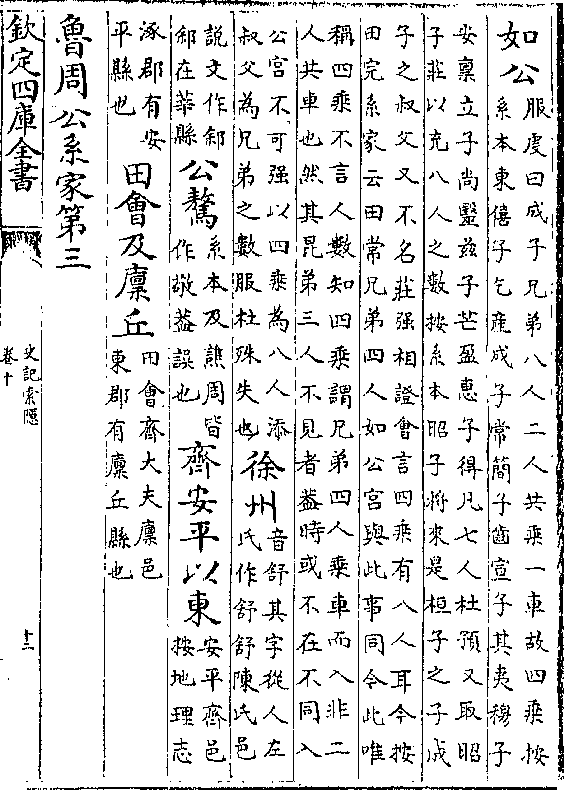 如公
服虔曰成子兄弟八人二人共乘一車故四乘按
系本東僖子乞産成子常簡子箇宣子其夷穆子
安禀立子尚毉兹子芒盈惠子得凡七人杜預又取昭
子莊以充八人之數按系本昭子將來是桓子之子成
子之叔父又不名莊强相證會言四乘有八人耳今按
田完系家云田常兄弟四人如公宫與此事同今此唯
稱四乘不言人數知四乘謂兄弟四人乘車而入非二
人共車也然其昆弟三人不見者葢時或不在不同入
公宫不可强以四乘為八人添
叔父為兄弟之數服杜殊失也
徐州
音舒其字從人左
氏作舒舒陳氏邑
說文作䣄
䣄在薛縣
公驁
系本及譙周皆
作敬葢誤也
齊安平以東
安平齊邑
按地理志
涿郡有安
平縣也
田會及廪丘
田會齊大夫廪邑
東郡有廪丘縣也
魯周公系家第三
欽定四庫全書
史記索隱
卷十
十三